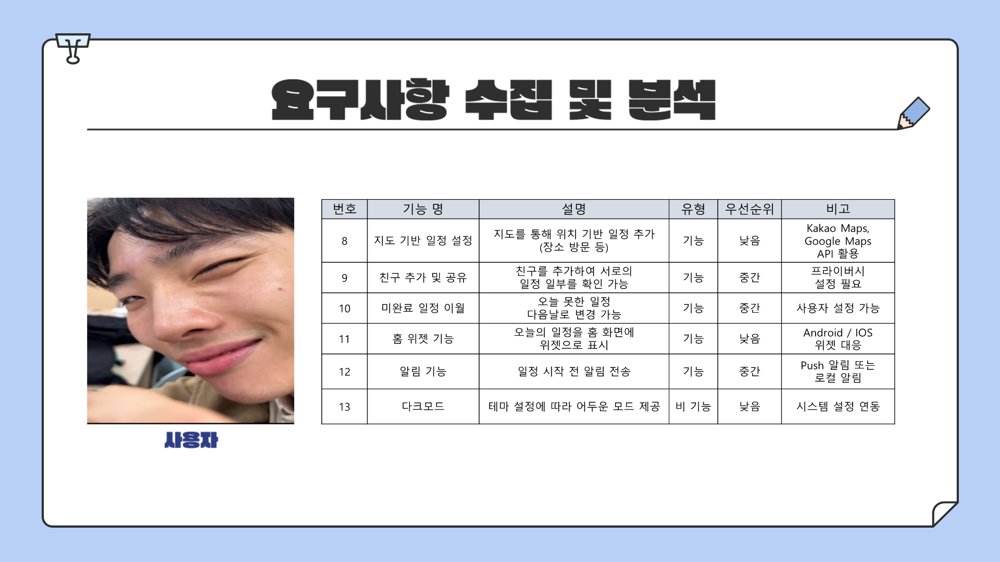 요구사항 수집 및 분석
번호 기능 명 설명 유형 우선순위 비고
8 지도 기반 일정 설정 지도를 통해 위치 기반 일정 추가
(장소 방문 등) 기능 낮음 Kakao Maps,
Google Maps
API 활용
9 친구 추가 및 공유 친구를 추가하여 서로의
일정 일부를 확인 가능 기능 중간 프라이버시
설정 필요
10 미완료 일정 이월 오늘 못한 일정
다음날로 변경 가능 기능 중간 사용자 설정 가능
11 홈 위젯 기능 오늘의 일정을 홈 화면에
위젯으로 표시 기능 낮음 Android / IOS
위젯 대응
12 알림 기능 일정 시작 전 알림 전송 기능 중간 Push 알림 또는
로컬 알림
13 다크모드 테마 설정에 따라 어두운 모드 제공 비 기능 낮음 시스템 설정 연동
사용자